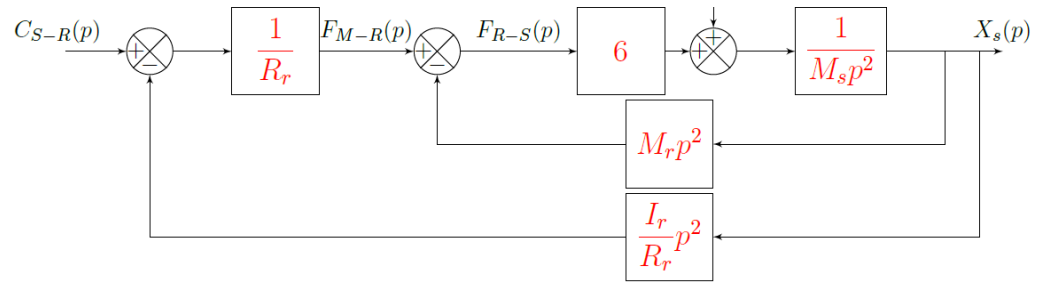 C_{S-R}(p)
+
−
1
R_r
F_{M-R}(p)
+
−
F_{R-S}(p)
6
+
+
1
M_s p^2
X_s(p)
M_r p^2
I_r
R_r p^2